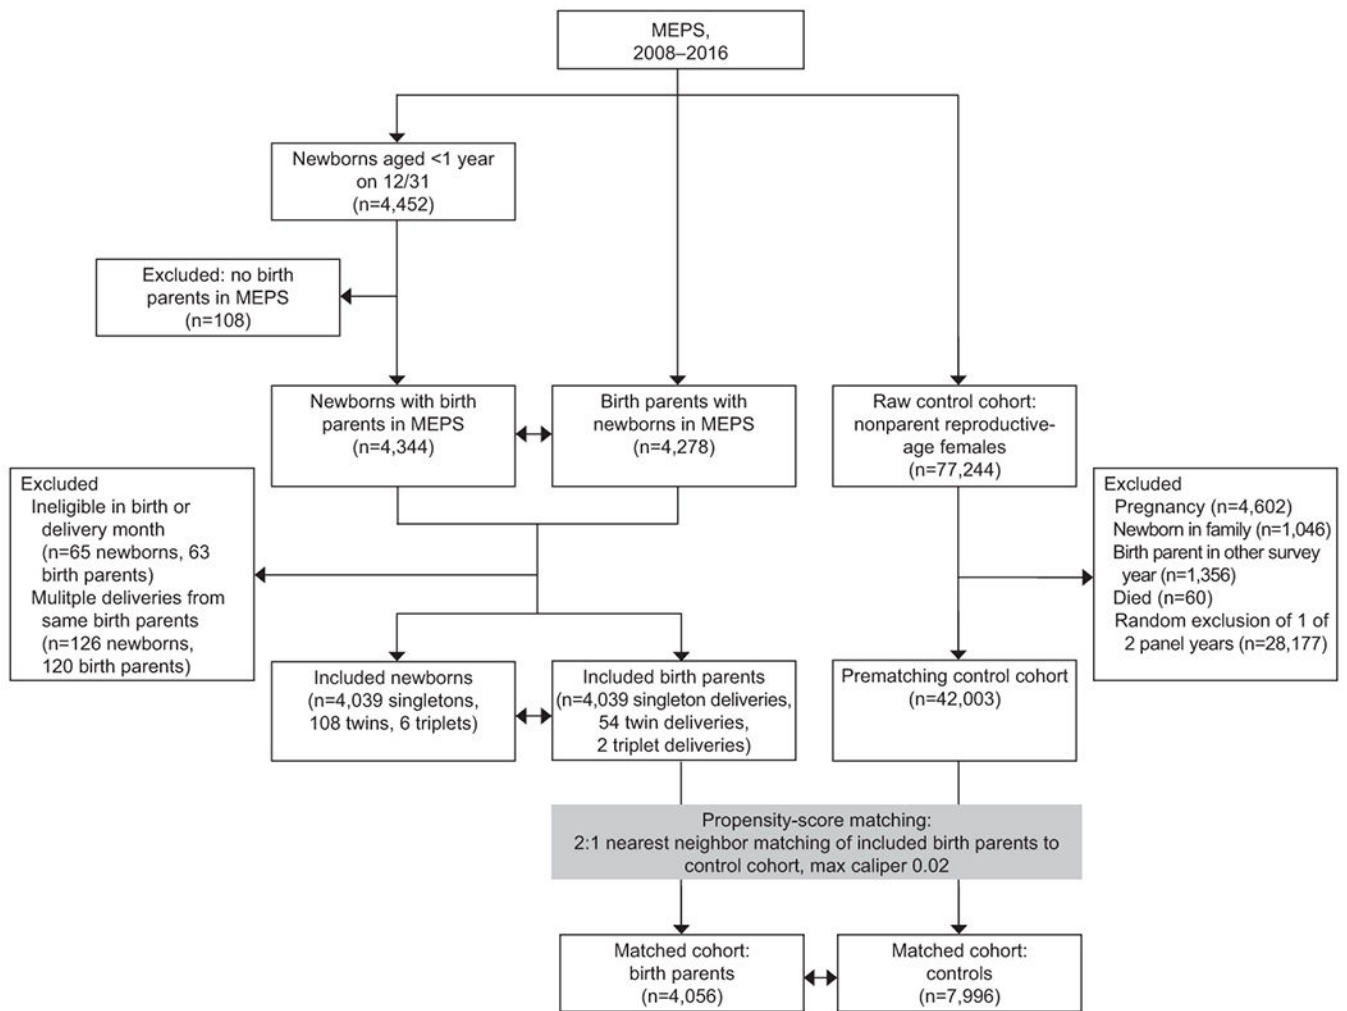 MEPS,
2008–2016
Newborns aged <1 year
on 12/31
(n=4,452)
Excluded: no birth
parents in MEPS
(n=108)
Newborns with birth
parents in MEPS
(n=4,344)
Birth parents with
newborns in MEPS
(n=4,278)
Raw control cohort:
nonparent reproductive-
age females
(n=77,244)
Excluded
Ineligible in birth or
delivery month
(n=65 newborns, 63
birth parents)
Mulitple deliveries from
same birth parents
(n=126 newborns,
120 birth parents)
Excluded
Pregnancy (n=4,602)
Newborn in family (n=1,046)
Birth parent in other survey
year (n=1,356)
Died (n=60)
Random exclusion of 1 of
2 panel years (n=28,177)
Included newborns
(n=4,039 singletons,
108 twins, 6 triplets)
Included birth parents
(n=4,039 singleton deliveries,
54 twin deliveries,
2 triplet deliveries)
Prematching control cohort
(n=42,003)
Propensity-score matching:
2:1 nearest neighbor matching of included birth parents to
control cohort, max caliper 0.02
Matched cohort:
birth parents
(n=4,056)
Matched cohort:
controls
(n=7,996)